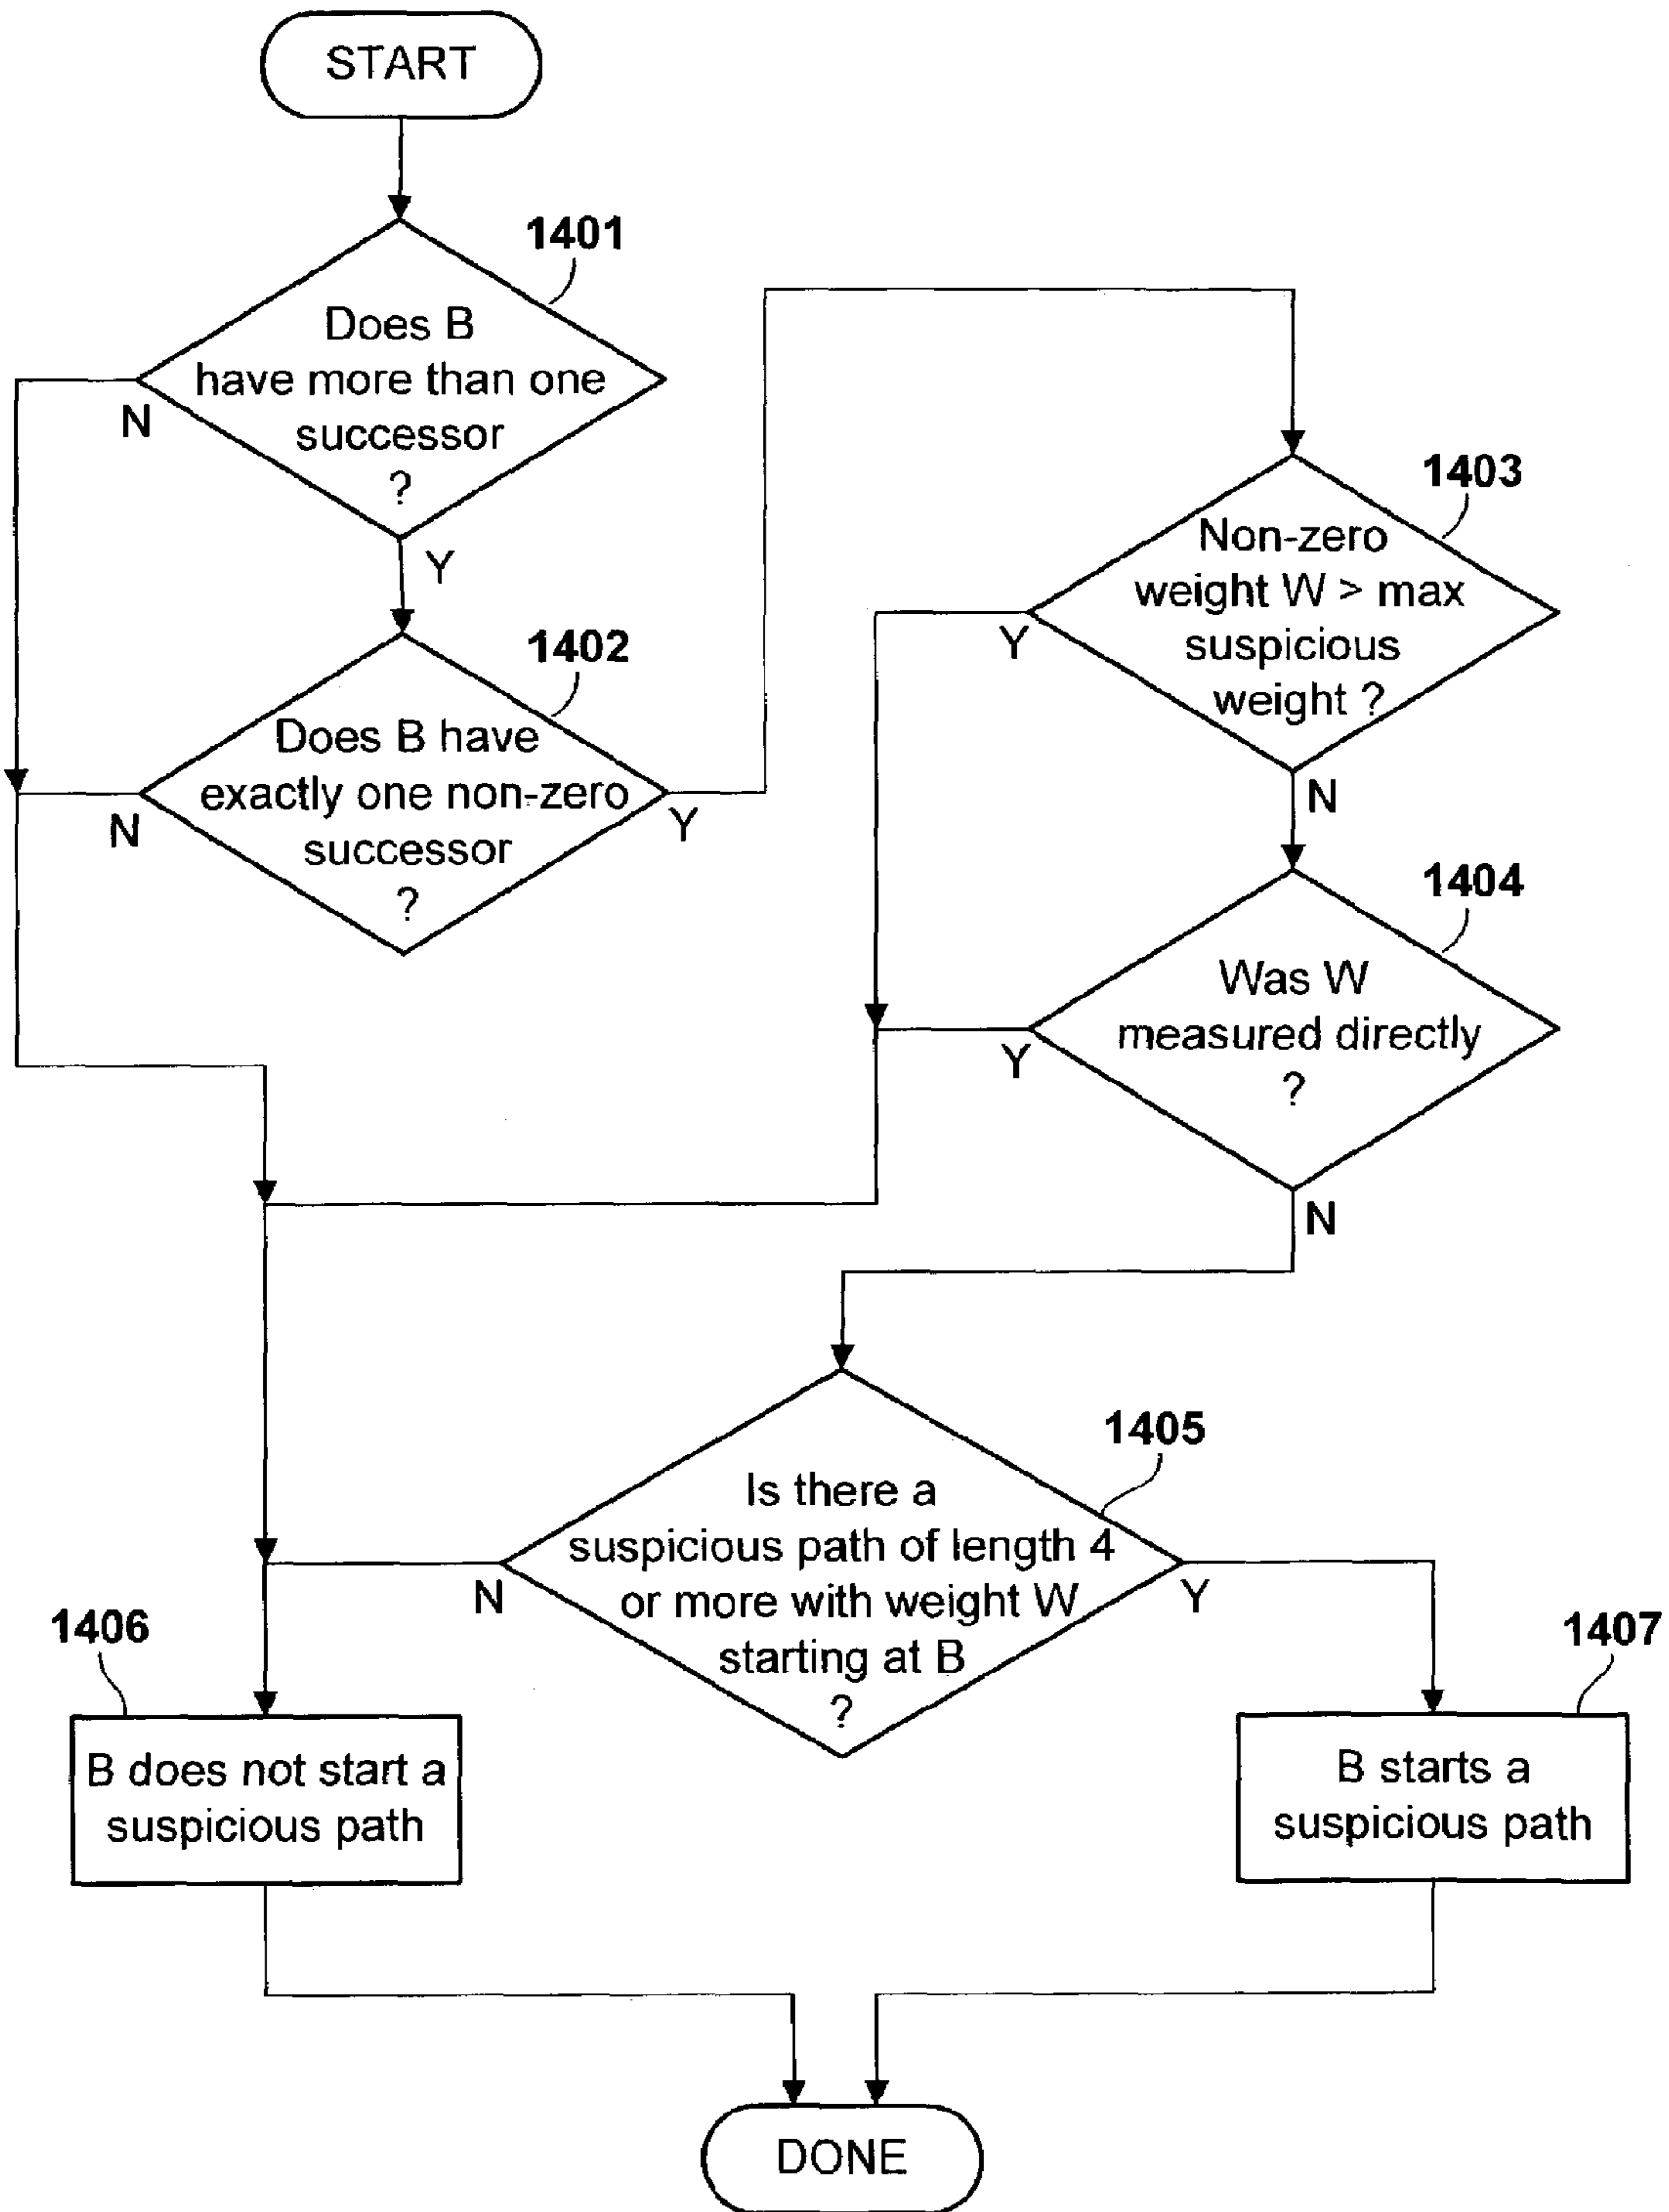 START
1401
Does B
have more than one
successor
?
N
Y
1402
Does B have
exactly one non-zero
successor
?
N
Y
1403
Non-zero
weight W > max
suspicious
weight ?
Y
N
1404
Was W
measured directly
?
Y
N
1405
Is there a
suspicious path of length 4
or more with weight W
starting at B
?
N
Y
1406
B does not start a
suspicious path
1407
B starts a
suspicious path
DONE